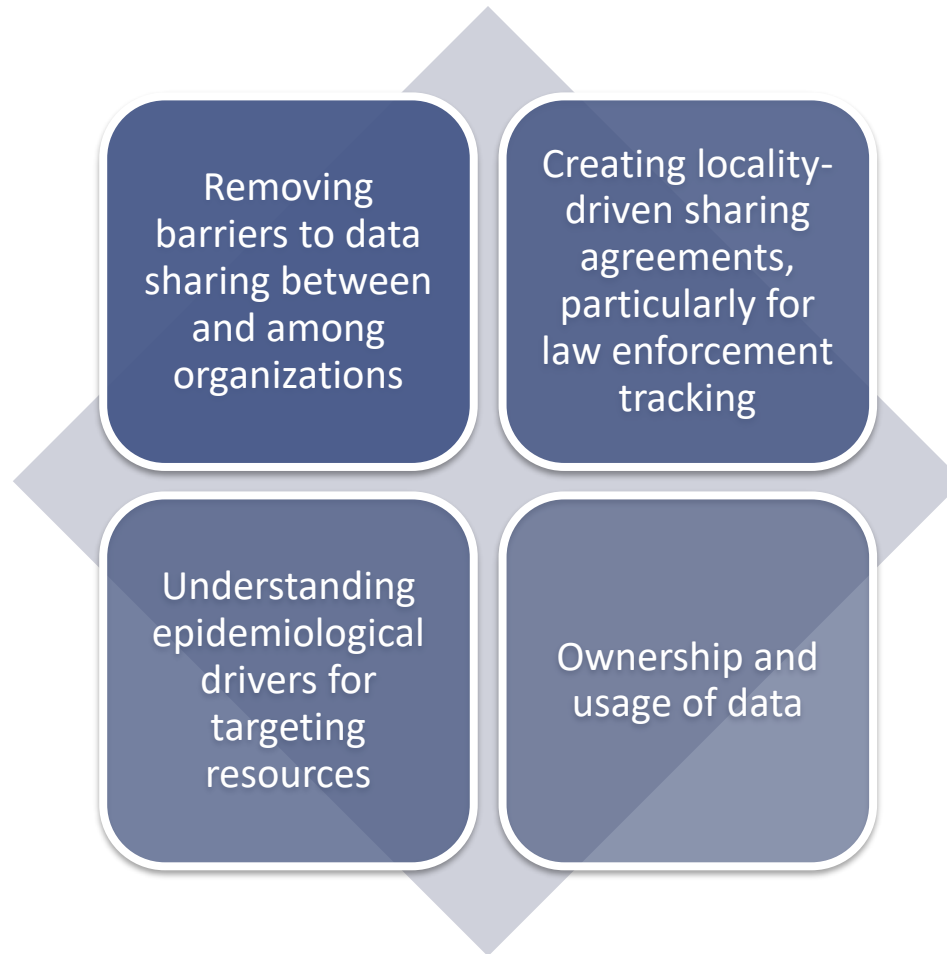 Removing
barriers to data
sharing between
and among
organizations
Creating locality-
driven sharing
agreements,
particularly for
law enforcement
tracking
Understanding
epidemiological
drivers for
targeting
resources
Ownership and
usage of data